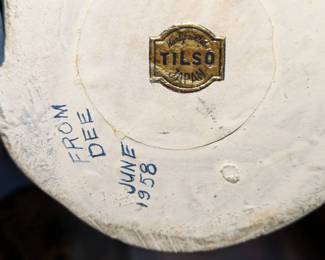 TILSO
JAPAN
FROM
DEE
JUNE
1958